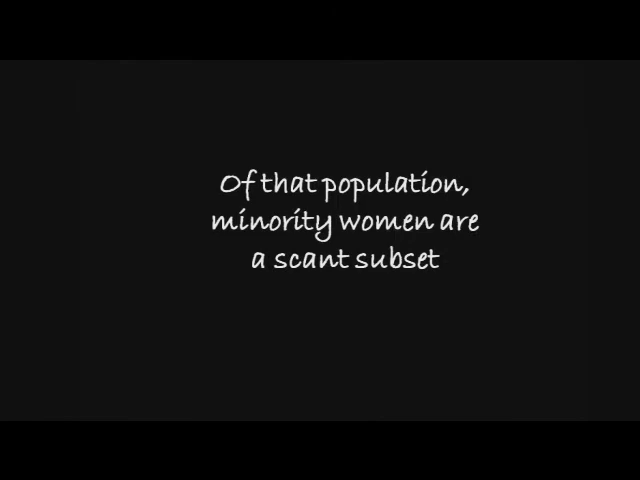 Of that population,
minority women are
a scant subset